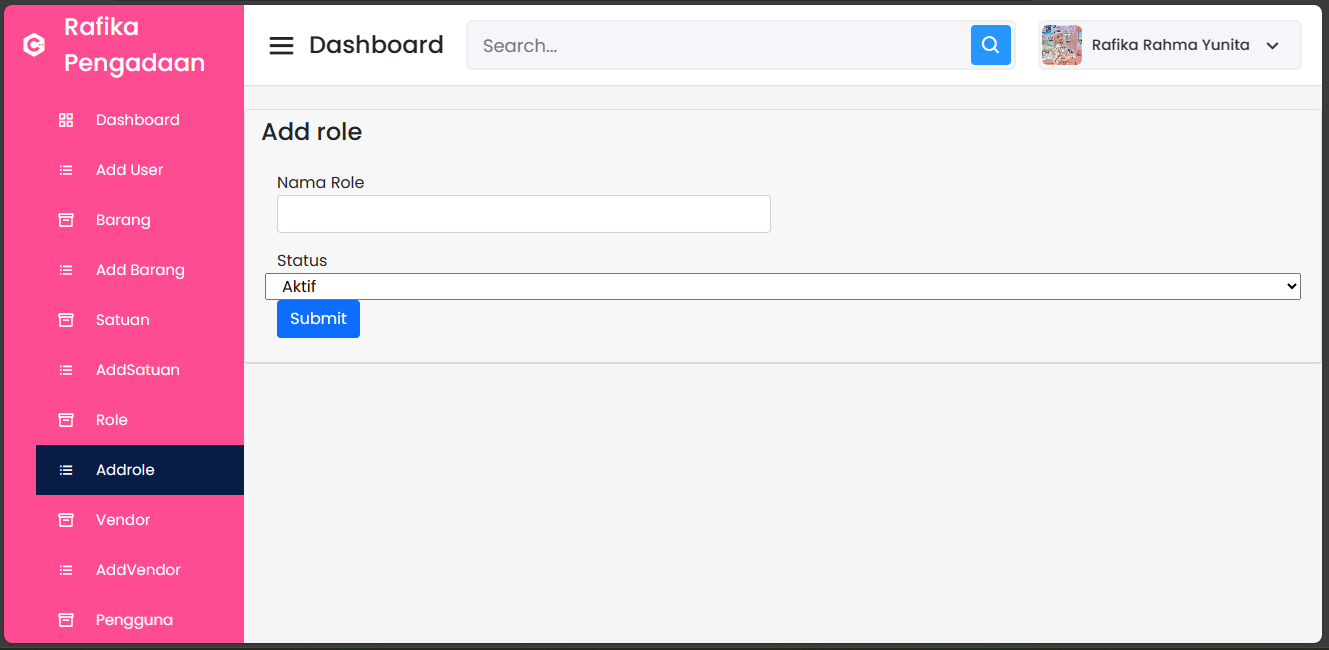 Rafika
Pengadaan
Dashboard
Add User
Barang
Add Barang
Satuan
AddSatuan
Role
Addrole
Vendor
AddVendor
Pengguna
Dashboard
Search...
Rafika Rahma Yunita
Add role
Nama Role
Status
Aktif
Submit